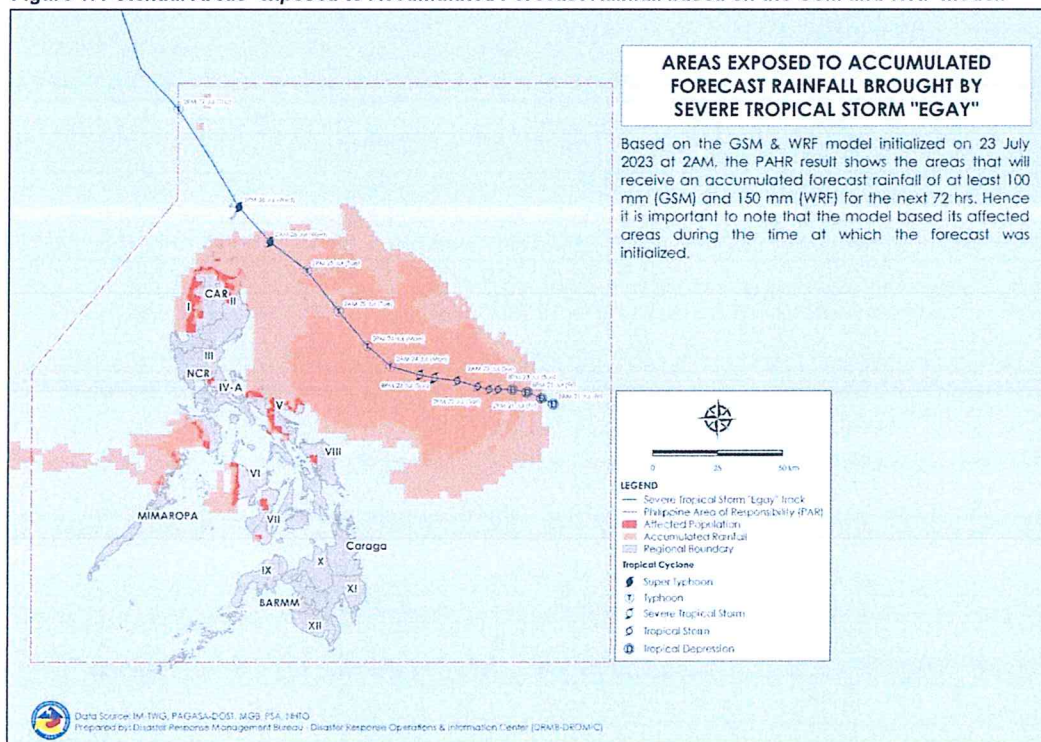 AREAS EXPOSED TO ACCUMULATED
FORECAST RAINFALL BROUGHT BY
SEVERE TROPICAL STORM "EGAY"
Based on the GSM & WRF model initialized on 23 July
2023 at 2AM, the PAHR result shows the areas that will
receive an accumulated forecast rainfall of at least 100
mm (GSM) and 150 mm (WRF) for the next 72 hrs. Hence
it is important to note that the model based its affected
areas during the time at which the forecast was
initialized.
CAR
II
I
III
NCR
IV-A
V
VIII
VI
MIMAROPA
VII
Caraga
X
IX
XI
BARMM
XII
0 25 50 km
LEGEND
Severe Tropical Storm "Egay" Track
Philippine Area of Responsibility (PAR)
Affected Population
Accumulated Rainfall
Regional Boundary
Tropical Cyclone
Super Typhoon
Typhoon
Severe Tropical Storm
Tropical Storm
Tropical Depression
Data Source: IM-TWG, PAGASA-DOST, MGB, PSA, NHTO
Prepared by: Disaster Response Management Bureau - Disaster Response Operations & Information Center (DRMB-DROMIC)